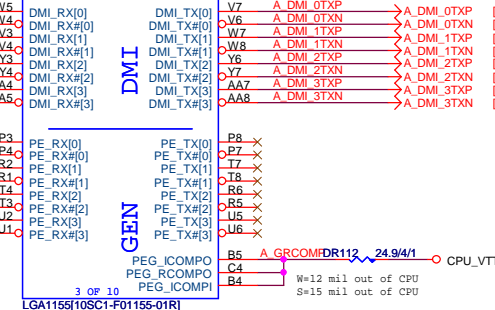 W5 DMI_RX[0] DMI_TX[0] V7 A_DMI_0TXP A_DMI_0TXP
W4 DMI_RX#[0] DMI_TX#[0] V6 A_DMI_0TXN A_DMI_0TXN
V3 DMI_RX[1] DMI_TX[1] W7 A_DMI_1TXP A_DMI_1TXP
V4 DMI_RX#[1] DMI_TX#[1] W8 A_DMI_1TXN A_DMI_1TXN
Y3 DMI_RX[2] DMI_TX[2] Y6 A_DMI_2TXP A_DMI_2TXP
Y4 DMI_RX#[2] DMI_TX#[2] Y7 A_DMI_2TXN A_DMI_2TXN
A4 DMI_RX[3] DMI_TX[3] AA7 A_DMI_3TXP A_DMI_3TXP
A5 DMI_RX#[3] DMI_TX#[3] AA8 A_DMI_3TXN A_DMI_3TXN
DMI
P3 PE_RX[0] PE_TX[0] P8
P4 PE_RX#[0] PE_TX#[0] P7
R2 PE_RX[1] PE_TX[1] T7
R1 PE_RX#[1] PE_TX#[1] T8
T4 PE_RX[2] PE_TX[2] R6
T3 PE_RX#[2] PE_TX#[2] R5
U2 PE_RX[3] PE_TX[3] U5
U1 PE_RX#[3] PE_TX#[3] U6
GEN
PEG_ICOMPO B5 A_GRCOMP DR112 24.9/4/1 CPU_VTT
PEG_RCOMPO C4
PEG_ICOMPI B4
W=12 mil out of CPU
S=15 mil out of CPU
3 OF 10
LGA1155[10SC1-F01155-01R]